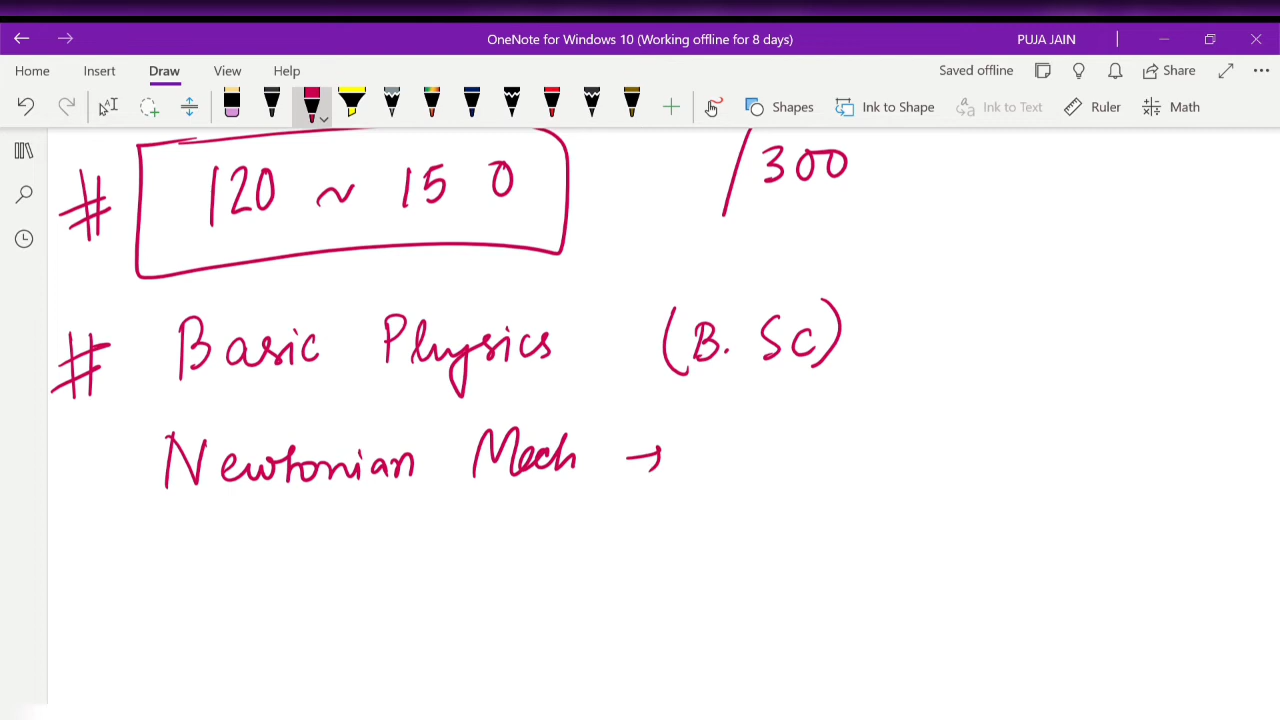 OneNote for Windows 10 (Working offline for 8 days) PUJA JAIN
Home Insert Draw View Help Saved offline Share
Shapes Ink to Shape Ink to Text Ruler Math
# 120 ~ 150 /300
# Basic Physics (B. Sc)
Newtonian Mech →